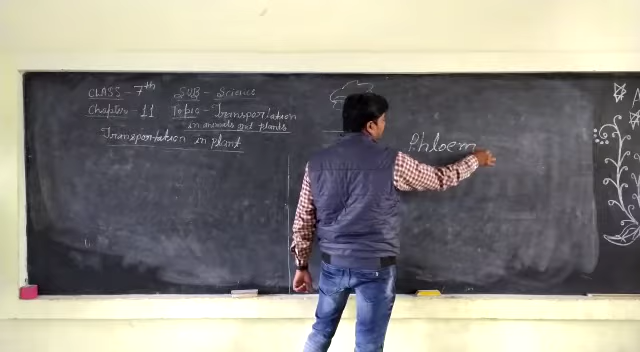 CLASS - 7th SUB - Science
Chapter - 11 Topic - Transportation
in animals and plants
Transportation in plant
Phloem